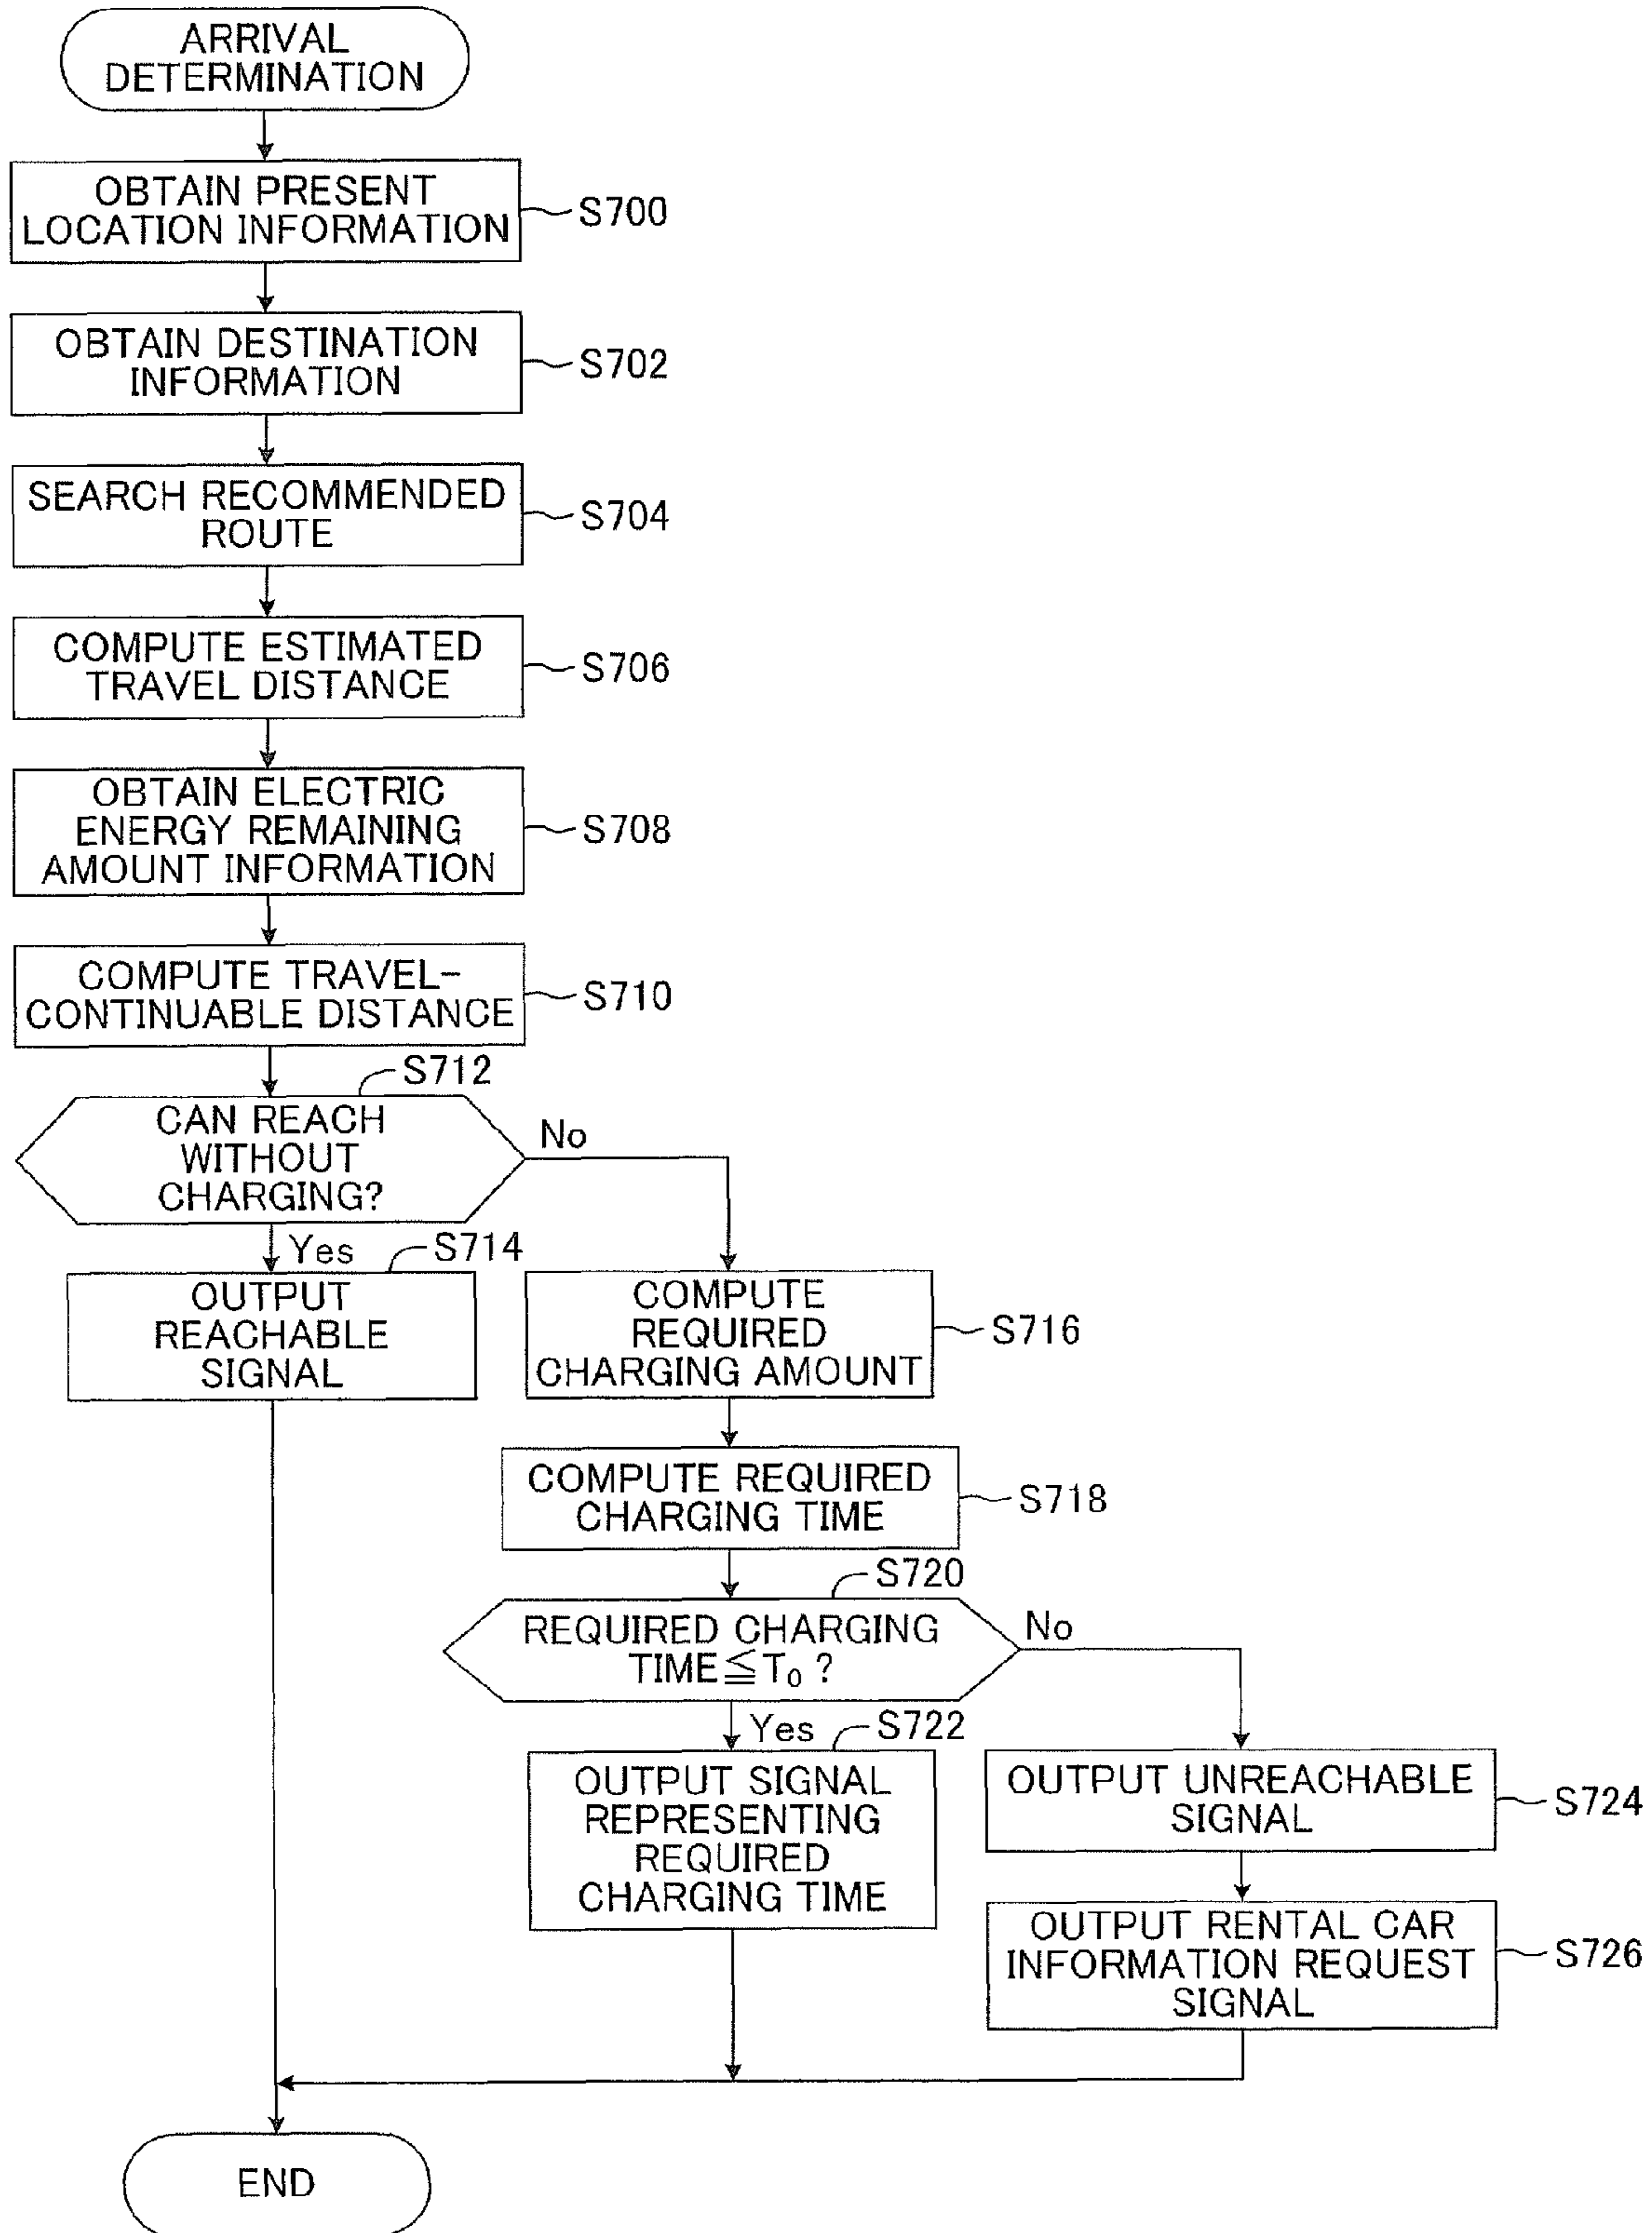 ARRIVAL
DETERMINATION
OBTAIN PRESENT
LOCATION INFORMATION
S700
OBTAIN DESTINATION
INFORMATION
S702
SEARCH RECOMMENDED
ROUTE
S704
COMPUTE ESTIMATED
TRAVEL DISTANCE
S706
OBTAIN ELECTRIC
ENERGY REMAINING
AMOUNT INFORMATION
S708
COMPUTE TRAVEL-
CONTINUABLE DISTANCE
S710
S712
CAN REACH
WITHOUT
CHARGING?
No
Yes
S714
OUTPUT
REACHABLE
SIGNAL
COMPUTE
REQUIRED
CHARGING AMOUNT
S716
COMPUTE REQUIRED
CHARGING TIME
S718
S720
REQUIRED CHARGING
TIME≦T₀ ?
No
Yes
S722
OUTPUT SIGNAL
REPRESENTING
REQUIRED
CHARGING TIME
OUTPUT UNREACHABLE
SIGNAL
S724
OUTPUT RENTAL CAR
INFORMATION REQUEST
SIGNAL
S726
END